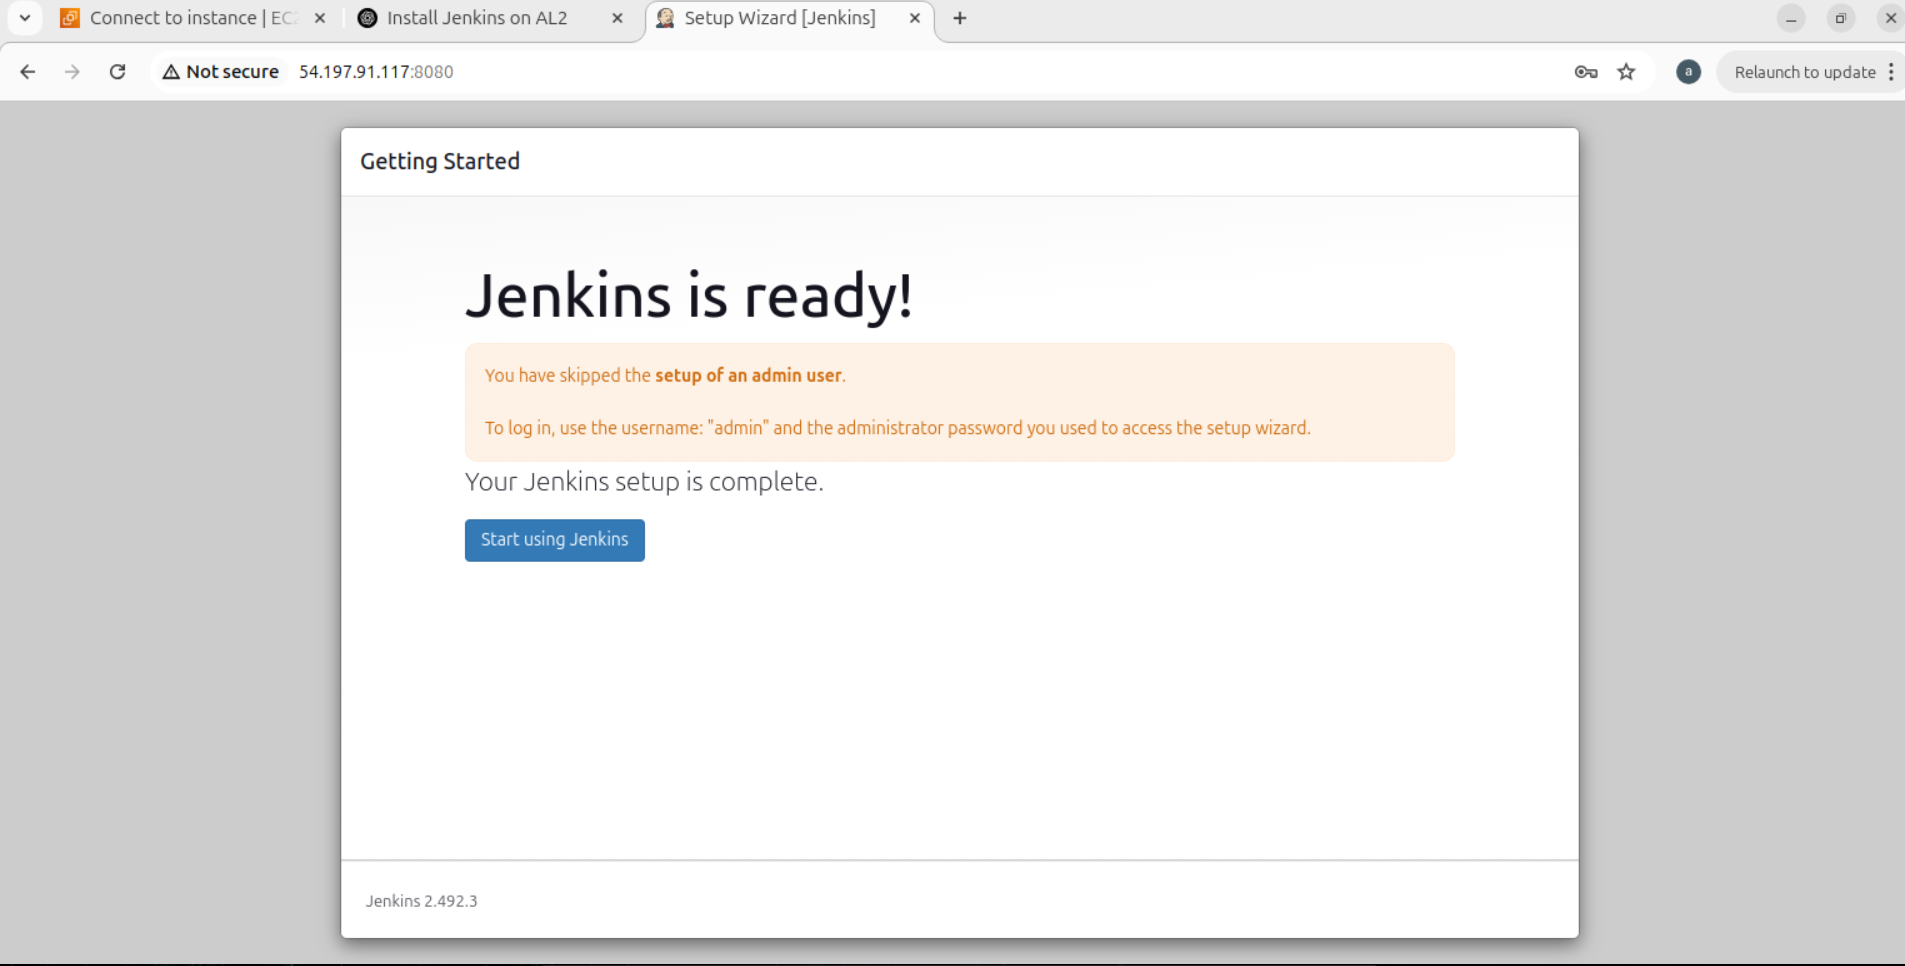 Connect to instance | EC2
Install Jenkins on AL2
Setup Wizard [Jenkins]
Not secure
54.197.91.117:8080
a
Relaunch to update
Getting Started
Jenkins is ready!
You have skipped the setup of an admin user.
To log in, use the username: "admin" and the administrator password you used to access the setup wizard.
Your Jenkins setup is complete.
Start using Jenkins
Jenkins 2.492.3